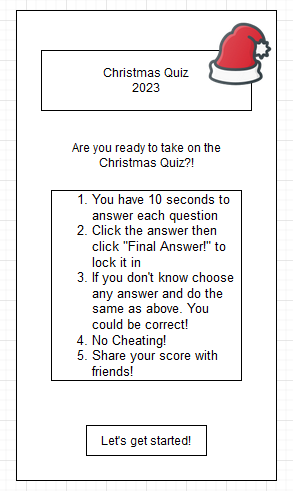 Christmas Quiz
2023
Are you ready to take on the
Christmas Quiz?!
1. You have 10 seconds to
answer each question
2. Click the answer then
click "Final Answer!" to
lock it in
3. If you don't know choose
any answer and do the
same as above. You
could be correct!
4. No Cheating!
5. Share your score with
friends!
Let's get started!